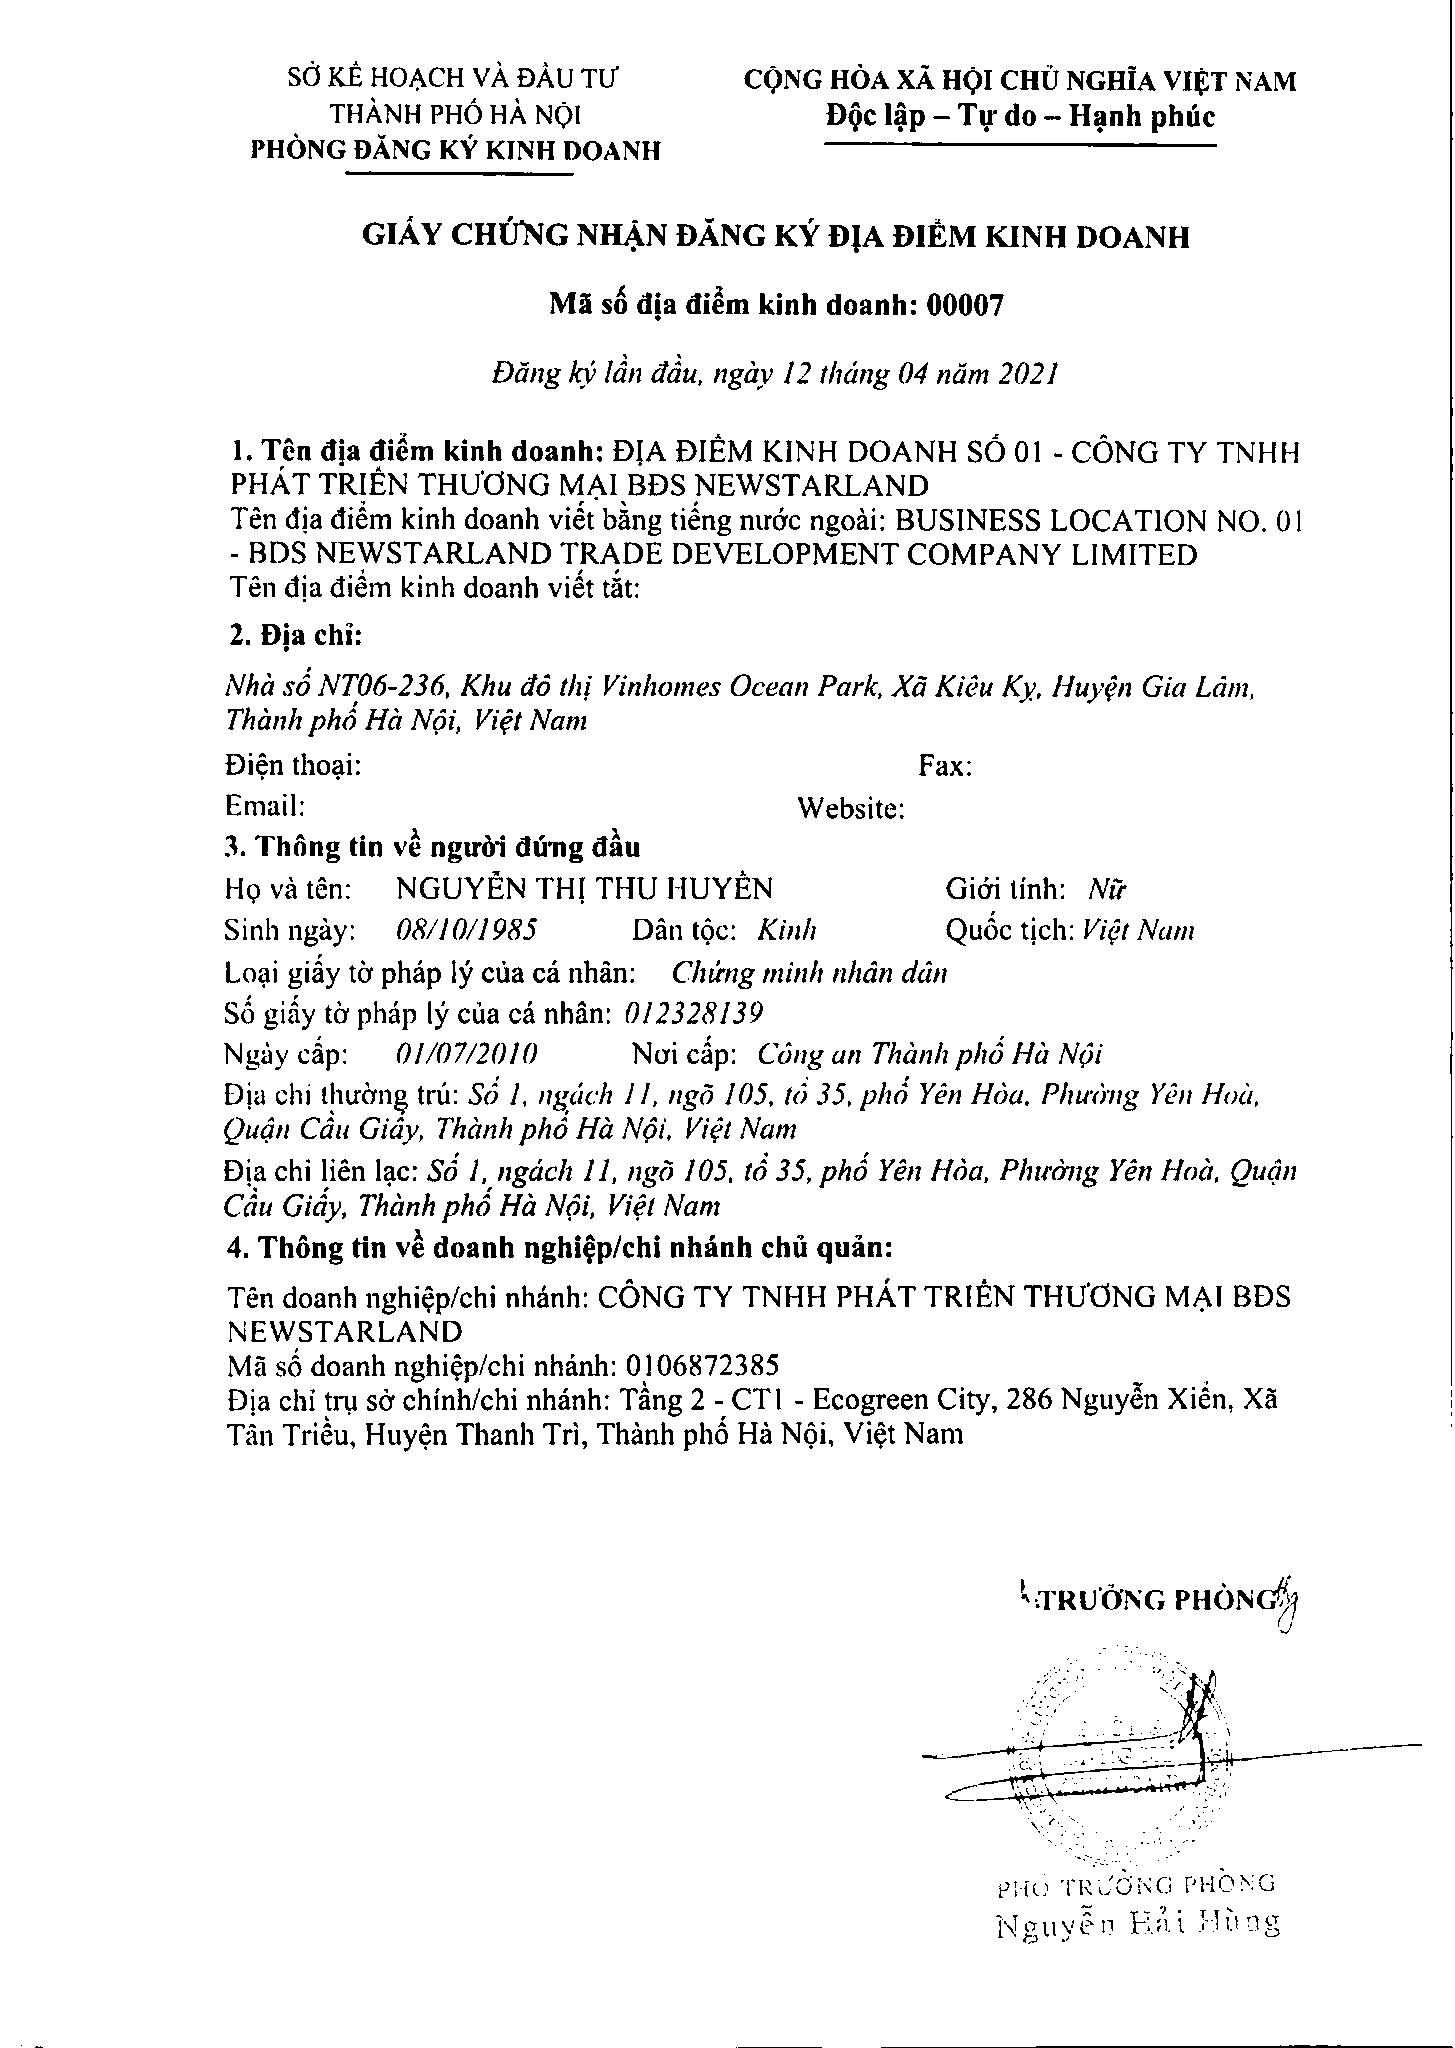 SỞ KẾ HOẠCH VÀ ĐẦU TƯ
THÀNH PHỐ HÀ NỘI
PHÒNG ĐĂNG KÝ KINH DOANH
CỘNG HÒA XÃ HỘI CHỦ NGHĨA VIỆT NAM
Độc lập – Tự do – Hạnh phúc
GIẤY CHỨNG NHẬN ĐĂNG KÝ ĐỊA ĐIỂM KINH DOANH
Mã số địa điểm kinh doanh: 00007
Đăng ký lần đầu, ngày 12 tháng 04 năm 2021
1. Tên địa điểm kinh doanh: ĐỊA ĐIỂM KINH DOANH SỐ 01 - CÔNG TY TNHH
PHÁT TRIỂN THƯƠNG MẠI BĐS NEWSTARLAND
Tên địa điểm kinh doanh viết bằng tiếng nước ngoài: BUSINESS LOCATION NO. 01
- BDS NEWSTARLAND TRADE DEVELOPMENT COMPANY LIMITED
Tên địa điểm kinh doanh viết tắt:
2. Địa chỉ:
Nhà số NT06-236, Khu đô thị Vinhomes Ocean Park, Xã Kiêu Kỵ, Huyện Gia Lâm,
Thành phố Hà Nội, Việt Nam
Điện thoại: Fax:
Email: Website:
3. Thông tin về người đứng đầu
Họ và tên: NGUYỄN THỊ THU HUYỀN Giới tính: Nữ
Sinh ngày: 08/10/1985 Dân tộc: Kinh Quốc tịch: Việt Nam
Loại giấy tờ pháp lý của cá nhân: Chứng minh nhân dân
Số giấy tờ pháp lý của cá nhân: 012328139
Ngày cấp: 01/07/2010 Nơi cấp: Công an Thành phố Hà Nội
Địa chỉ thường trú: Số 1, ngách 11, ngõ 105, tổ 35, phố Yên Hòa, Phường Yên Hoà,
Quận Cầu Giấy, Thành phố Hà Nội, Việt Nam
Địa chỉ liên lạc: Số 1, ngách 11, ngõ 105, tổ 35, phố Yên Hòa, Phường Yên Hoà, Quận
Cầu Giấy, Thành phố Hà Nội, Việt Nam
4. Thông tin về doanh nghiệp/chi nhánh chủ quản:
Tên doanh nghiệp/chi nhánh: CÔNG TY TNHH PHÁT TRIỂN THƯƠNG MẠI BĐS
NEWSTARLAND
Mã số doanh nghiệp/chi nhánh: 0106872385
Địa chỉ trụ sở chính/chi nhánh: Tầng 2 - CT1 - Ecogreen City, 286 Nguyễn Xiển, Xã
Tân Triều, Huyện Thanh Trì, Thành phố Hà Nội, Việt Nam
TRƯỞNG PHÒNG
PHÓ TRƯỞNG PHÒNG
Nguyễn Hải Hùng